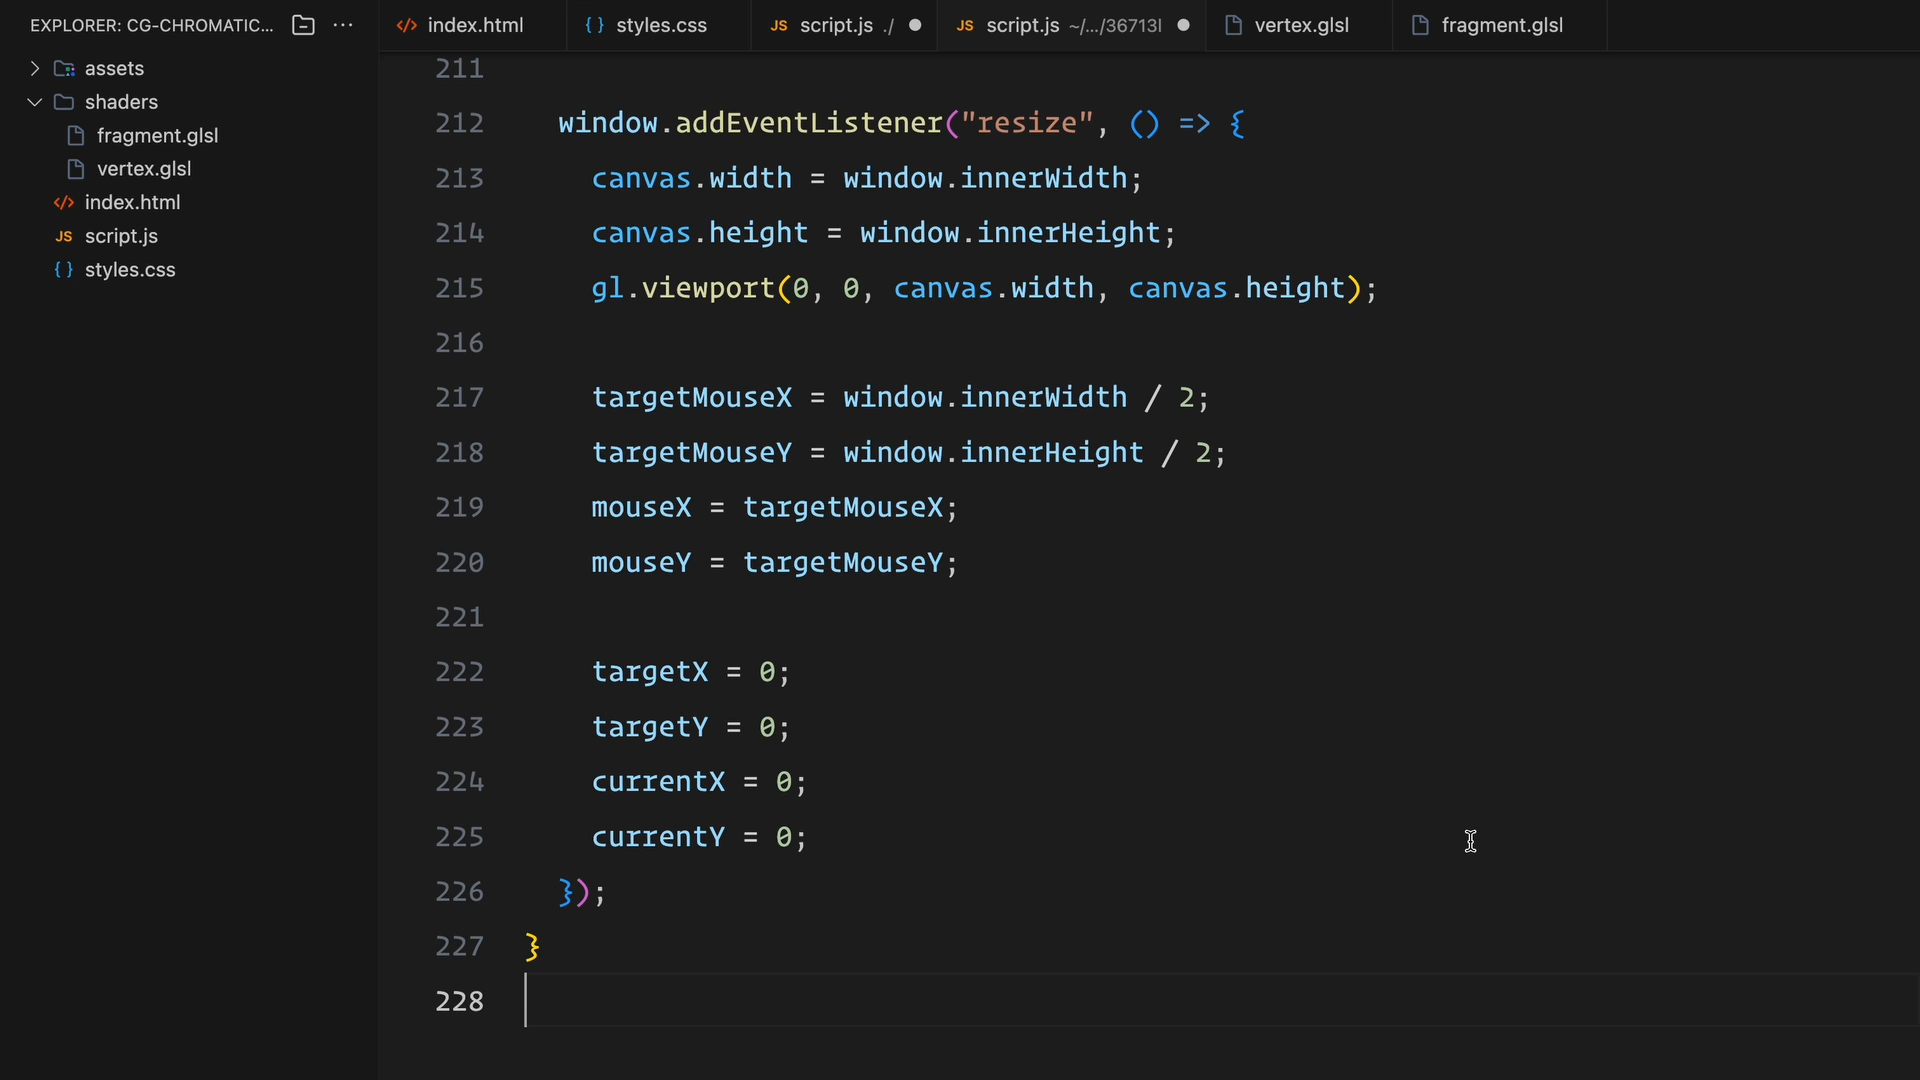 EXPLORER: CG-CHROMATIC...
assets
shaders
fragment.glsl
vertex.glsl
index.html
JS script.js
{ } styles.css
</> index.html
{ } styles.css
JS script.js ./
JS script.js ~/.../36713l
vertex.glsl
fragment.glsl
211
212 window.addEventListener("resize", () => {
213 canvas.width = window.innerWidth;
214 canvas.height = window.innerHeight;
215 gl.viewport(0, 0, canvas.width, canvas.height);
216
217 targetMouseX = window.innerWidth / 2;
218 targetMouseY = window.innerHeight / 2;
219 mouseX = targetMouseX;
220 mouseY = targetMouseY;
221
222 targetX = 0;
223 targetY = 0;
224 currentX = 0;
225 currentY = 0;
226 });
227 }
228